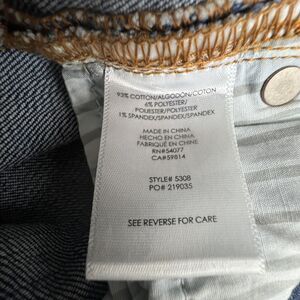 93% COTTON/ALGODÓN/COTON
6% POLYESTER/
POLIESTER/POLYESTER
1% SPANDEX/SPANDEX/SPANDEX
MADE IN CHINA
HECHO EN CHINA
FABRIQUÉ EN CHINE
RN#54077
CA#59814
STYLE# 5308
PO# 219035
SEE REVERSE FOR CARE